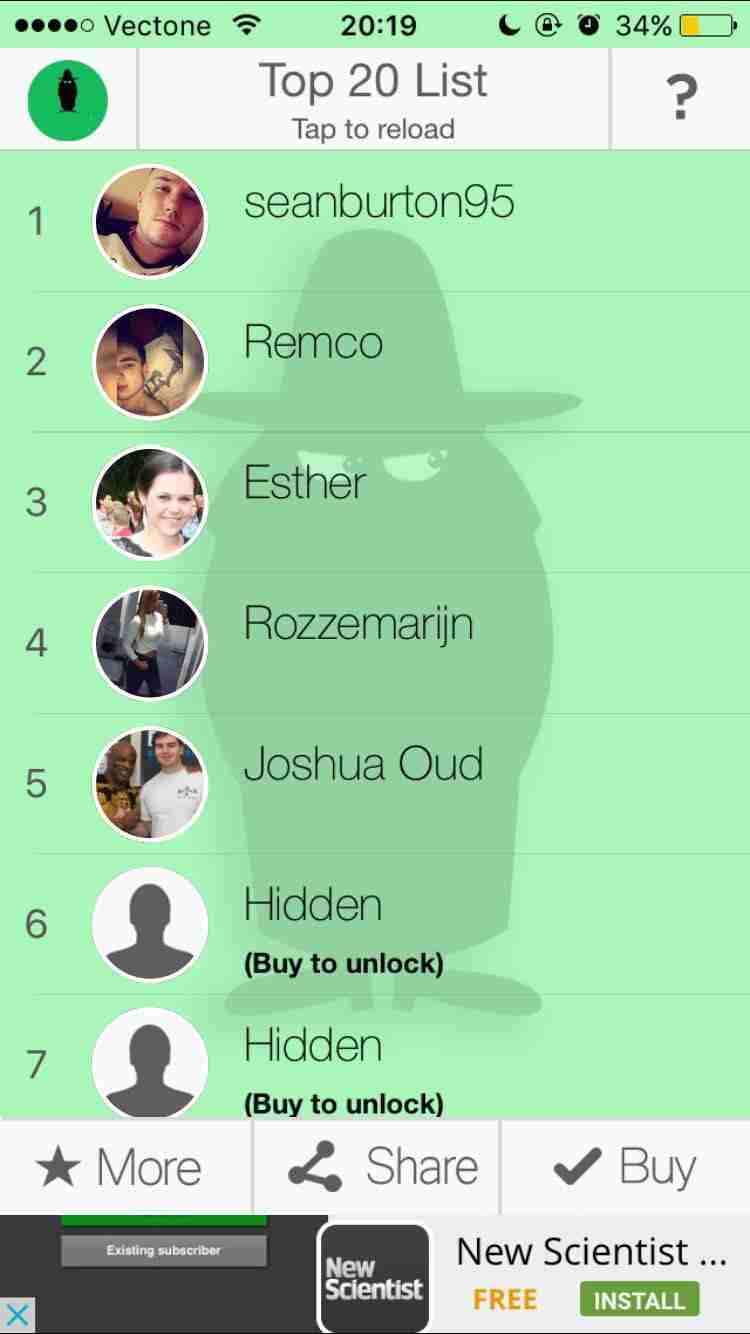 Vectone 20:19 34%
Top 20 List
Tap to reload
?
1 seanburton95
2 Remco
3 Esther
4 Rozzemarijn
5 Joshua Oud
6 Hidden
(Buy to unlock)
7 Hidden
(Buy to unlock)
More Share Buy
Existing subscriber
New Scientist
New Scientist ...
FREE INSTALL